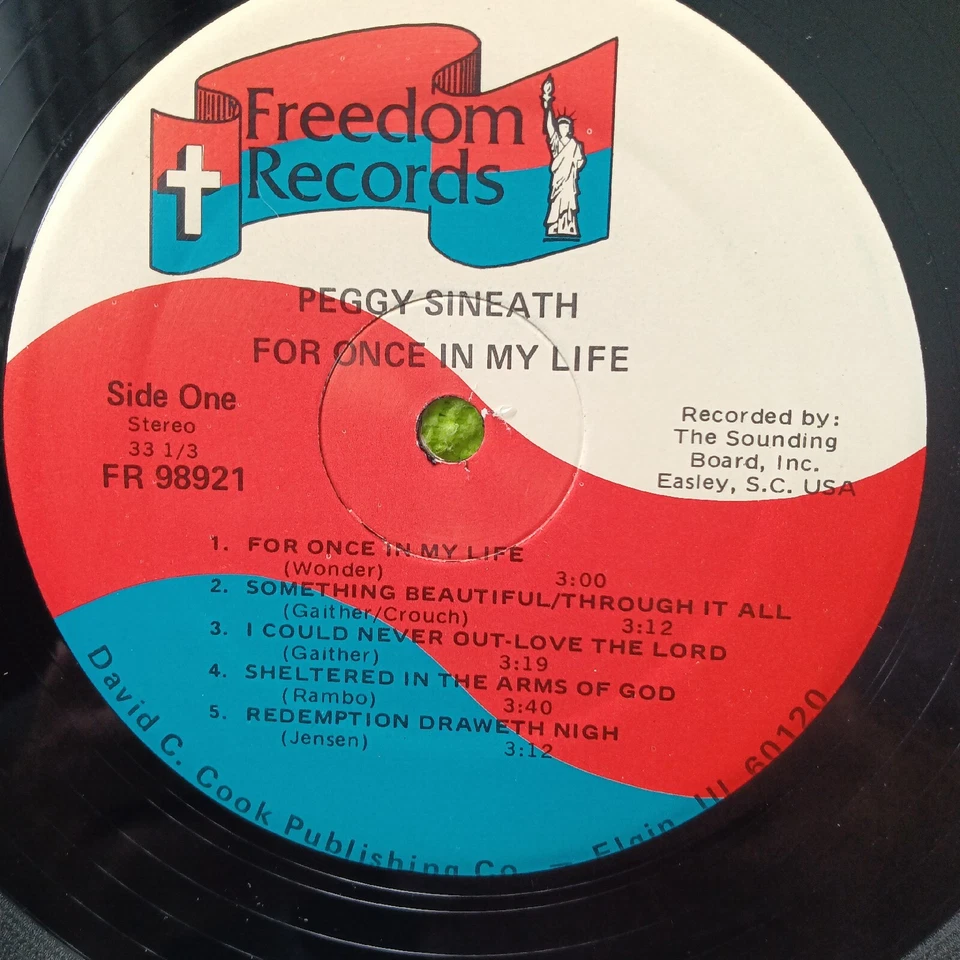 Freedom
Records
PEGGY SINEATH
FOR ONCE IN MY LIFE
Side One
Stereo
33 1/3
FR 98921
Recorded by:
The Sounding
Board, Inc.
Easley, S.C. USA
1. FOR ONCE IN MY LIFE
(Wonder) 3:00
2. SOMETHING BEAUTIFUL/THROUGH IT ALL
(Gaither/Crouch) 3:12
3. I COULD NEVER OUT-LOVE THE LORD
(Gaither) 3:19
4. SHELTERED IN THE ARMS OF GOD
(Rambo) 3:40
5. REDEMPTION DRAWETH NIGH
(Jensen) 3:12
David C. Cook Publishing Co. — Elgin, Ill. 60120